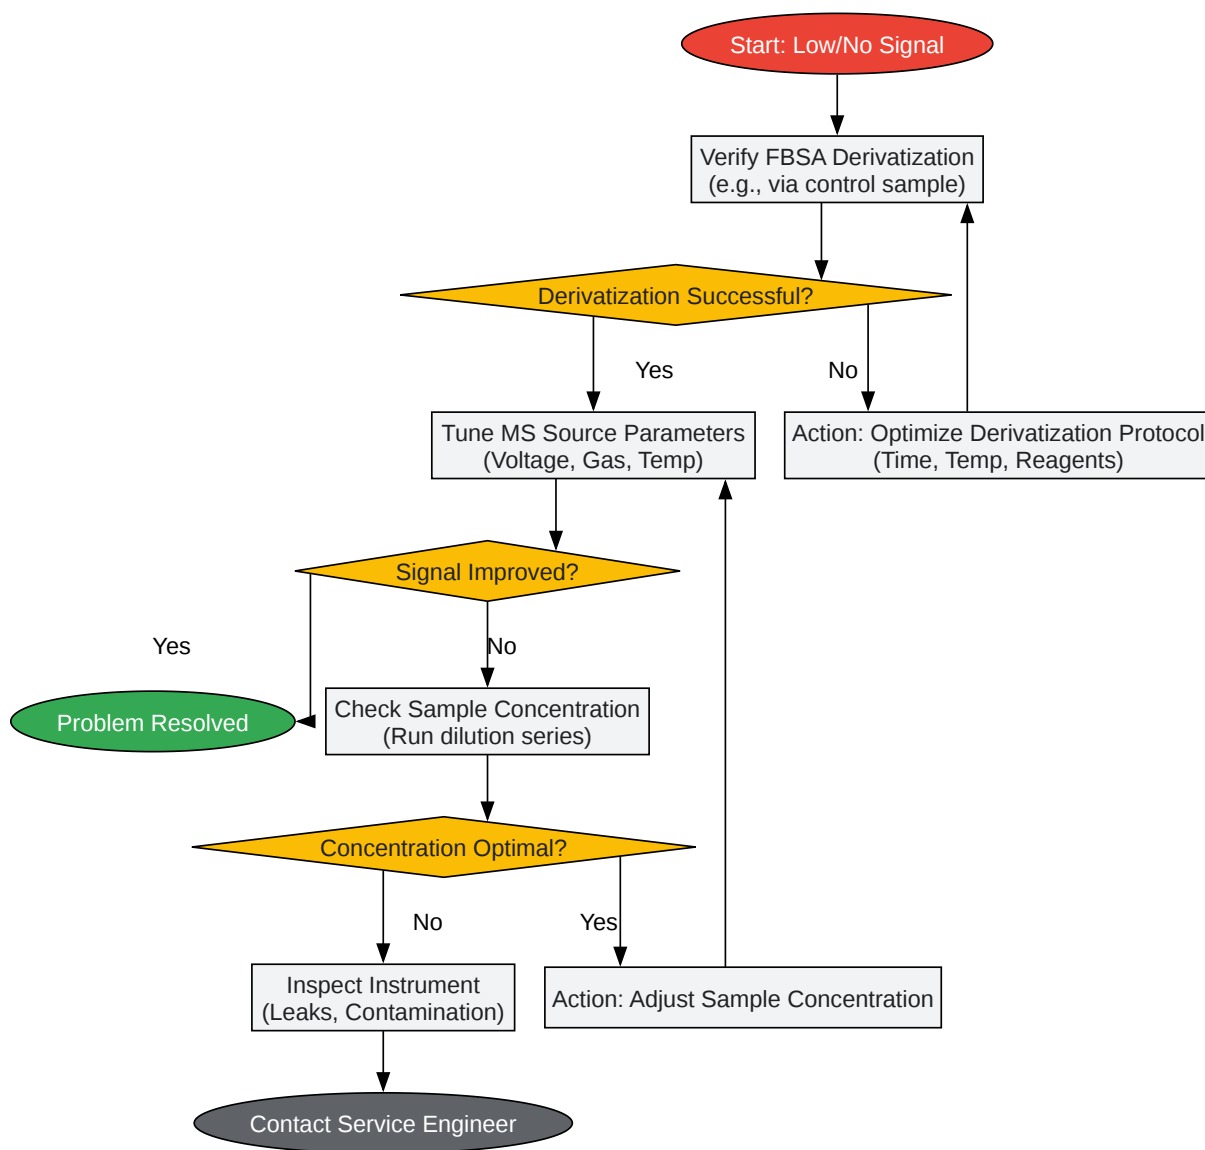 Start: Low/No Signal
Verify FBSA Derivatization
(e.g., via control sample)
Derivatization Successful?
Yes
No
Tune MS Source Parameters
(Voltage, Gas, Temp)
Action: Optimize Derivatization Protocol
(Time, Temp, Reagents)
Signal Improved?
Yes
No
Problem Resolved
Check Sample Concentration
(Run dilution series)
Concentration Optimal?
No
Yes
Inspect Instrument
(Leaks, Contamination)
Action: Adjust Sample Concentration
Contact Service Engineer